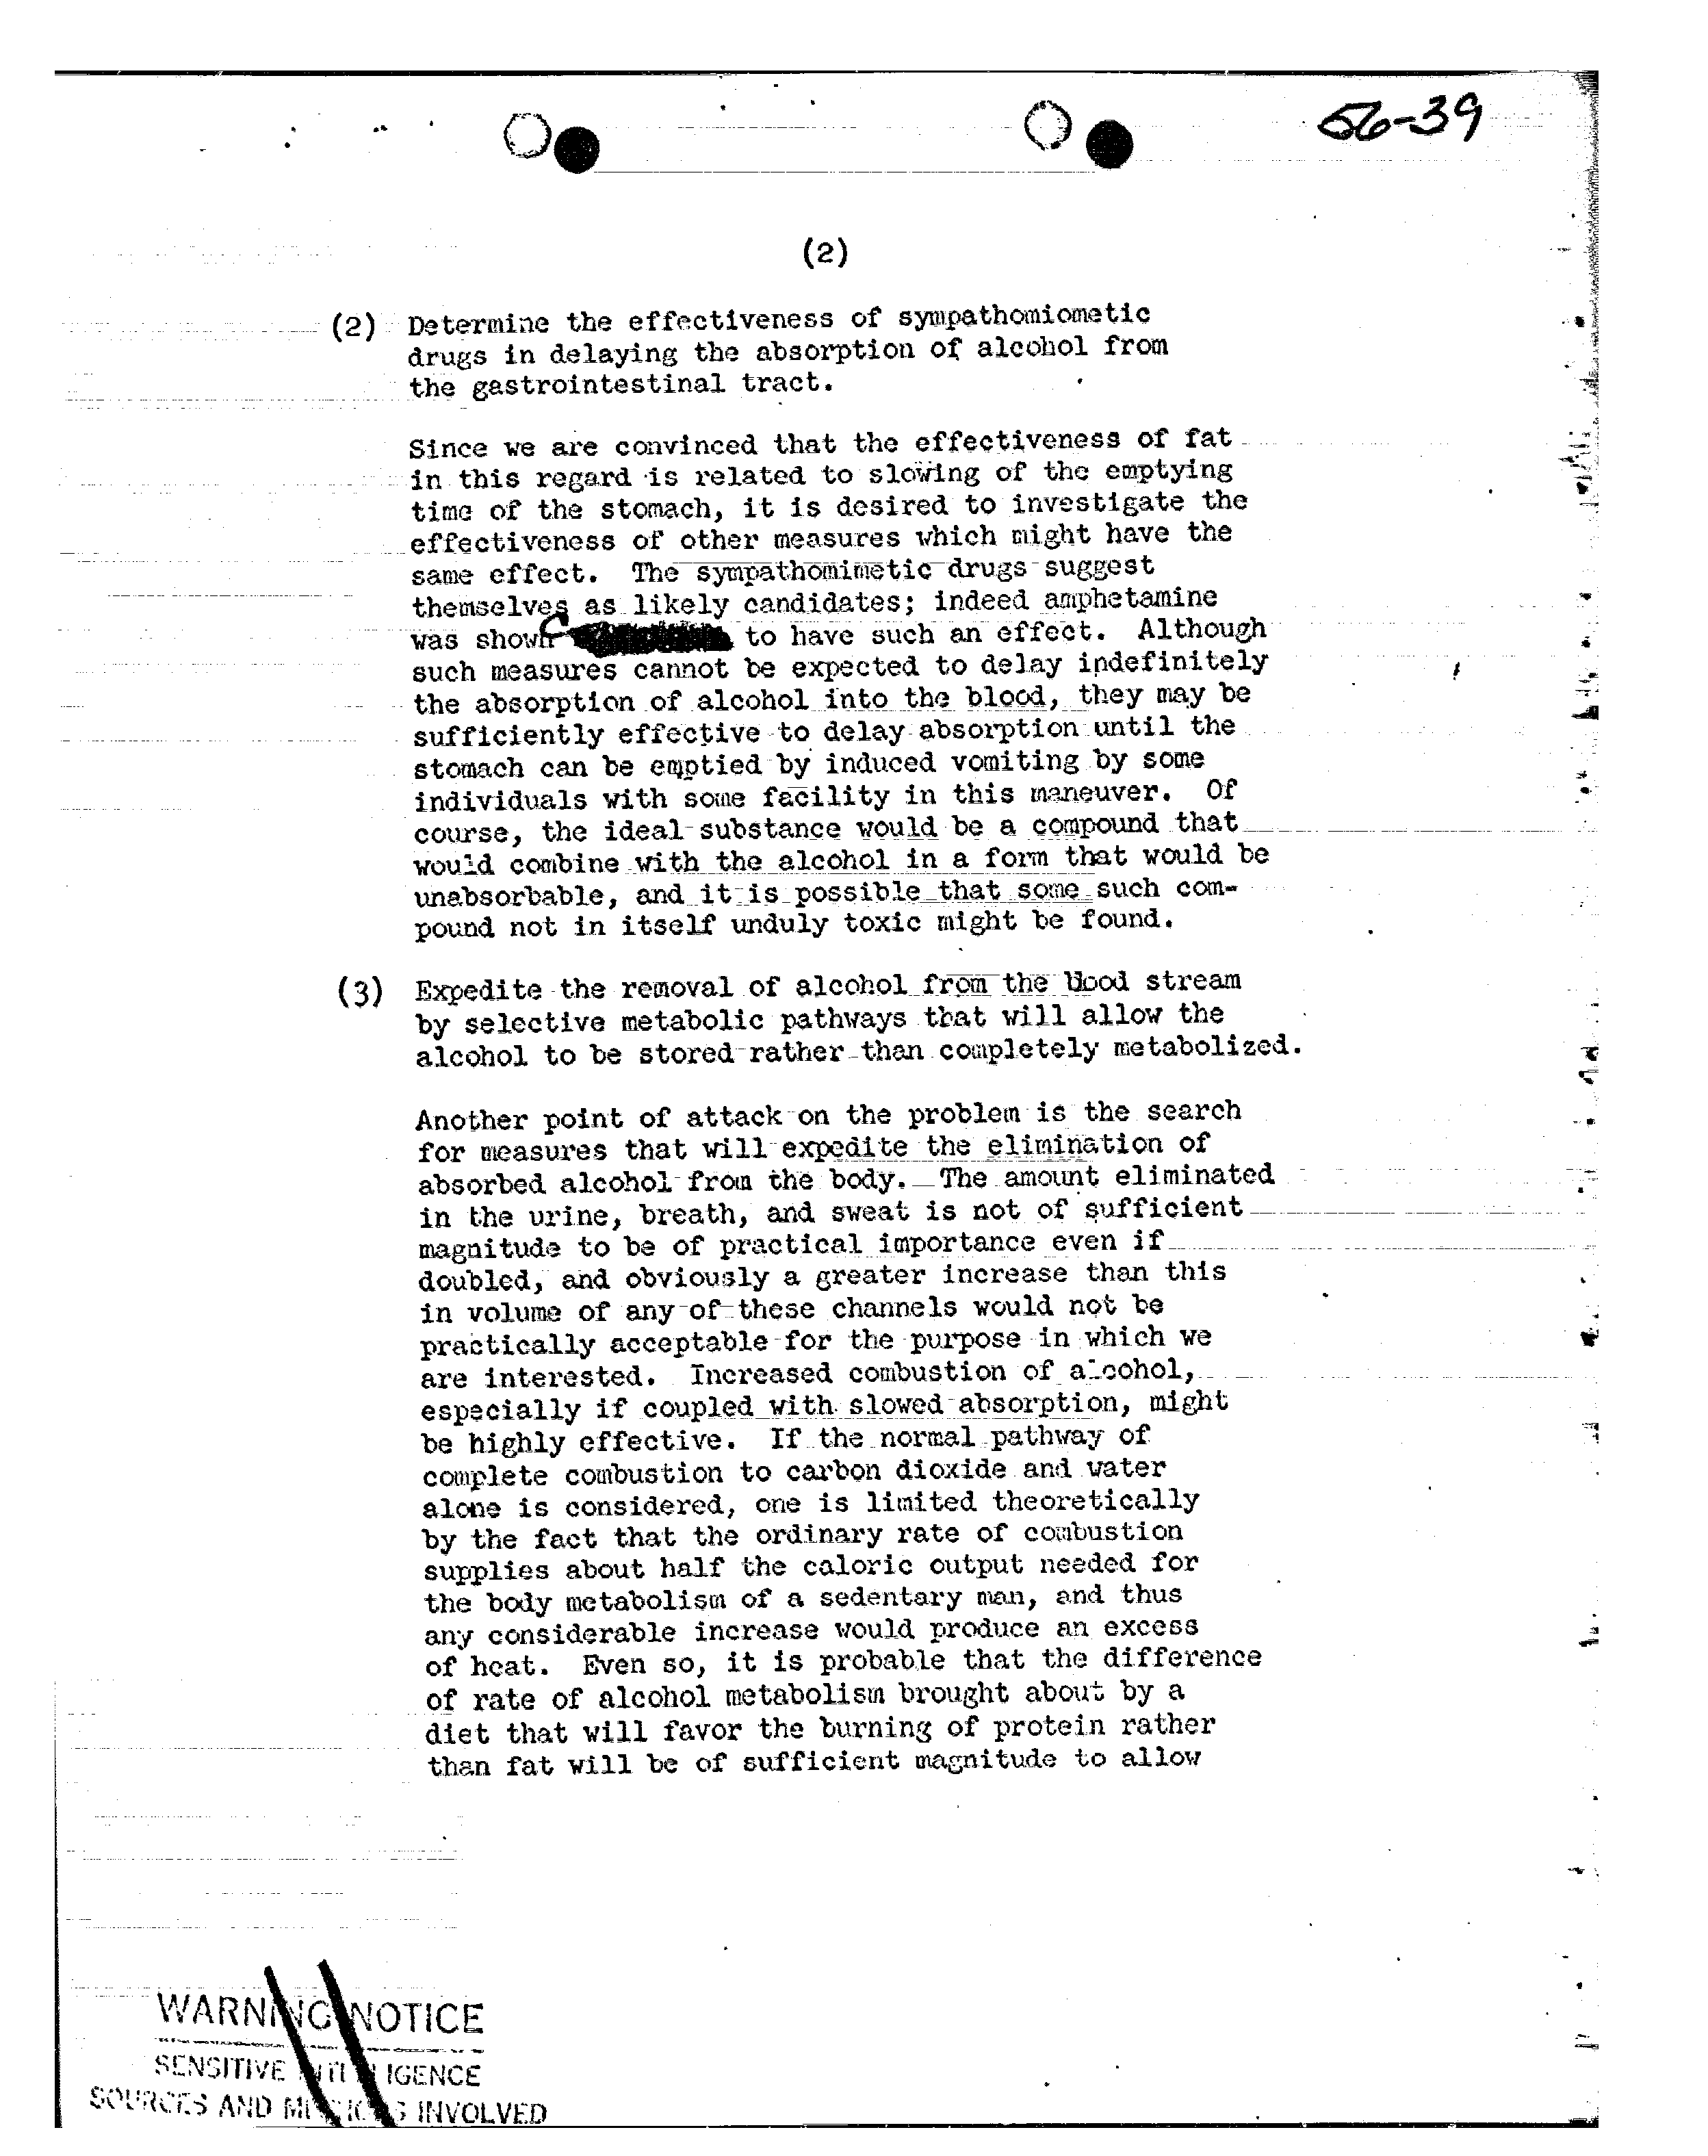 56-39
(2)
(2) Determine the effectiveness of sympathomiometic
drugs in delaying the absorption of alcohol from
the gastrointestinal tract.
Since we are convinced that the effectiveness of fat
in this regard is related to slowing of the emptying
time of the stomach, it is desired to investigate the
effectiveness of other measures which might have the
same effect. The sympathomimetic drugs suggest
themselves as likely candidates; indeed amphetamine
was shown to have such an effect. Although
such measures cannot be expected to delay indefinitely
the absorption of alcohol into the blood, they may be
sufficiently effective to delay absorption until the
stomach can be emptied by induced vomiting by some
individuals with some facility in this maneuver. Of
course, the ideal substance would be a compound that
would combine with the alcohol in a form that would be
unabsorbable, and it is possible that some such com-
pound not in itself unduly toxic might be found.
(3) Expedite the removal of alcohol from the blood stream
by selective metabolic pathways that will allow the
alcohol to be stored rather than completely metabolized.
Another point of attack on the problem is the search
for measures that will expedite the elimination of
absorbed alcohol from the body. The amount eliminated
in the urine, breath, and sweat is not of sufficient
magnitude to be of practical importance even if
doubled, and obviously a greater increase than this
in volume of any of these channels would not be
practically acceptable for the purpose in which we
are interested. Increased combustion of alcohol,
especially if coupled with slowed absorption, might
be highly effective. If the normal pathway of
complete combustion to carbon dioxide and water
alone is considered, one is limited theoretically
by the fact that the ordinary rate of combustion
supplies about half the caloric output needed for
the body metabolism of a sedentary man, and thus
any considerable increase would produce an excess
of heat. Even so, it is probable that the difference
of rate of alcohol metabolism brought about by a
diet that will favor the burning of protein rather
than fat will be of sufficient magnitude to allow
WARNING NOTICE
SENSITIVE INTELLIGENCE
SOURCES AND METHODS INVOLVED